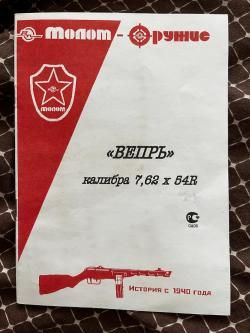 Молот - Оружие
МОЛОТ
«ВЕПРЬ»
калибра 7,62 х 54R
История с 1940 года